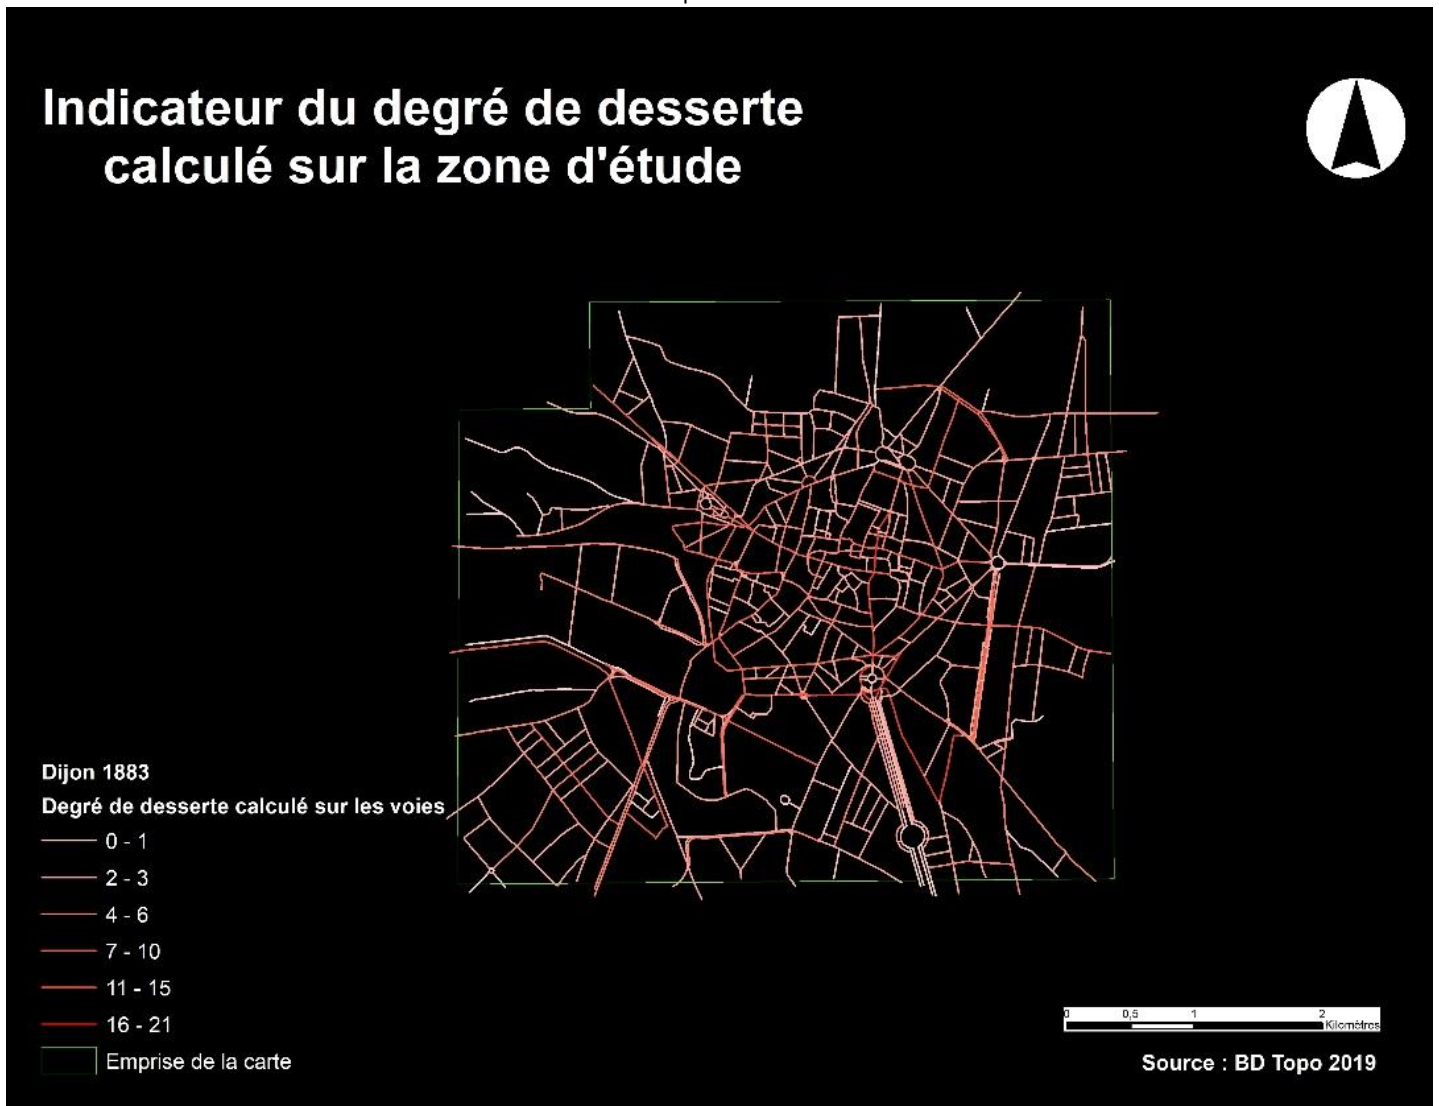 Indicateur du degré de desserte
calculé sur la zone d'étude
Dijon 1883
Degré de desserte calculé sur les voies
0 - 1
2 - 3
4 - 6
7 - 10
11 - 15
16 - 21
Emprise de la carte
0 0,5 1 2
Kilomètres
Source : BD Topo 2019